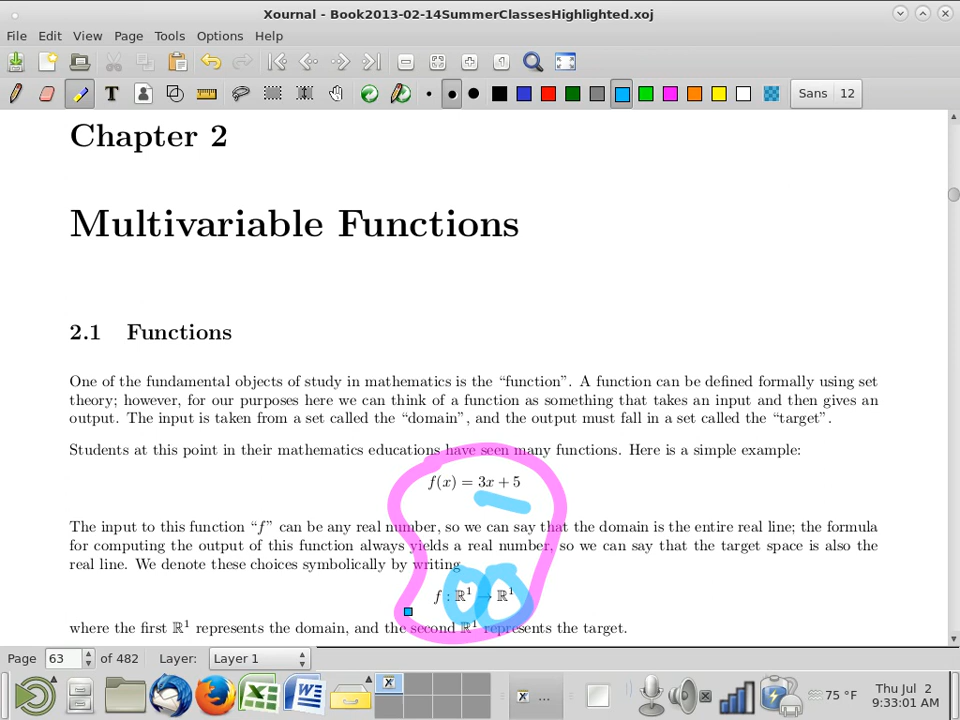 Xournal - Book2013-02-14SummerClassesHighlighted.xoj
File Edit View Page Tools Options Help
Sans 12
Chapter 2
Multivariable Functions
2.1 Functions
One of the fundamental objects of study in mathematics is the “function”. A function can be defined formally using set
theory; however, for our purposes here we can think of a function as something that takes an input and then gives an
output. The input is taken from a set called the “domain”, and the output must fall in a set called the “target”.
Students at this point in their mathematics educations have seen many functions. Here is a simple example:
f(x) = 3x + 5
The input to this function “f” can be any real number, so we can say that the domain is the entire real line; the formula
for computing the output of this function always yields a real number, so we can say that the target space is also the
real line. We denote these choices symbolically by writing
f : ℝ¹ → ℝ¹
where the first ℝ¹ represents the domain, and the second ℝ¹ represents the target.
Page 63 of 482 Layer: Layer 1
... 75 °F Thu Jul 2
9:33:01 AM